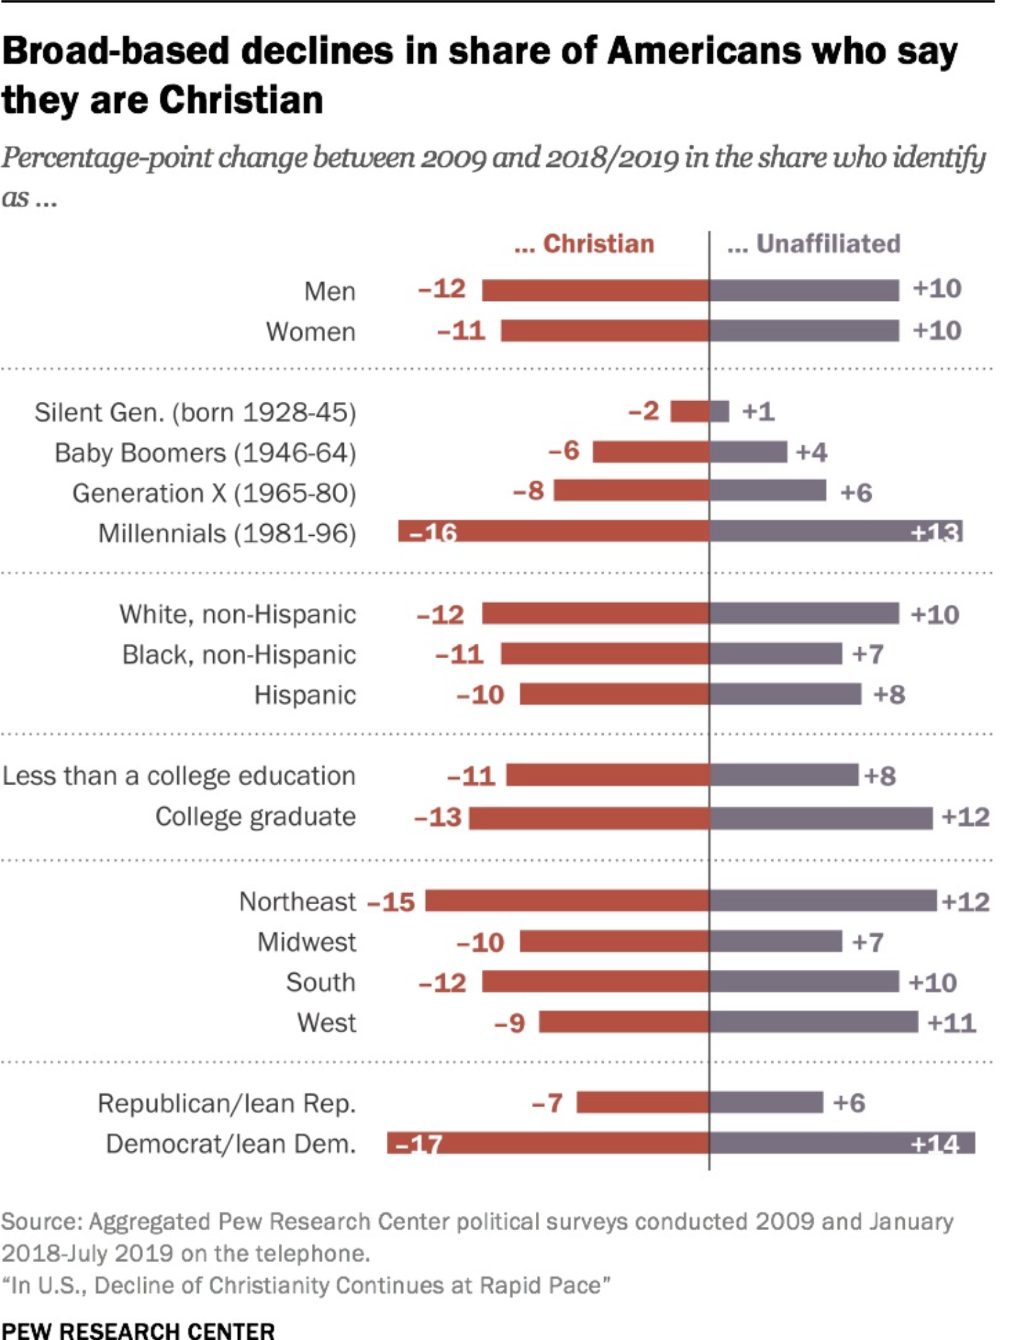 Broad-based declines in share of Americans who say
they are Christian
Percentage-point change between 2009 and 2018/2019 in the share who identify
as ...
... Christian ... Unaffiliated
Men –12 +10
Women –11 +10
Silent Gen. (born 1928-45) –2 +1
Baby Boomers (1946-64) –6 +4
Generation X (1965-80) –8 +6
Millennials (1981-96) –16 +13
White, non-Hispanic –12 +10
Black, non-Hispanic –11 +7
Hispanic –10 +8
Less than a college education –11 +8
College graduate –13 +12
Northeast –15 +12
Midwest –10 +7
South –12 +10
West –9 +11
Republican/lean Rep. –7 +6
Democrat/lean Dem. –17 +14
Source: Aggregated Pew Research Center political surveys conducted 2009 and January
2018-July 2019 on the telephone.
“In U.S., Decline of Christianity Continues at Rapid Pace”
PEW RESEARCH CENTER